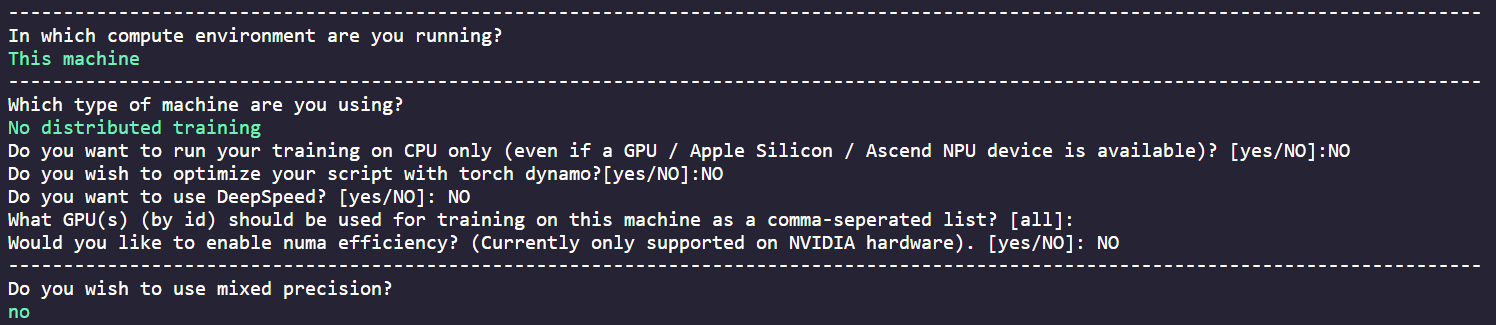 In which compute environment are you running?
This machine
Which type of machine are you using?
No distributed training
Do you want to run your training on CPU only (even if a GPU / Apple Silicon / Ascend NPU device is available)? [yes/NO]:NO
Do you wish to optimize your script with torch dynamo?[yes/NO]:NO
Do you want to use DeepSpeed? [yes/NO]: NO
What GPU(s) (by id) should be used for training on this machine as a comma-seperated list? [all]:
Would you like to enable numa efficiency? (Currently only supported on NVIDIA hardware). [yes/NO]: NO
Do you wish to use mixed precision?
no